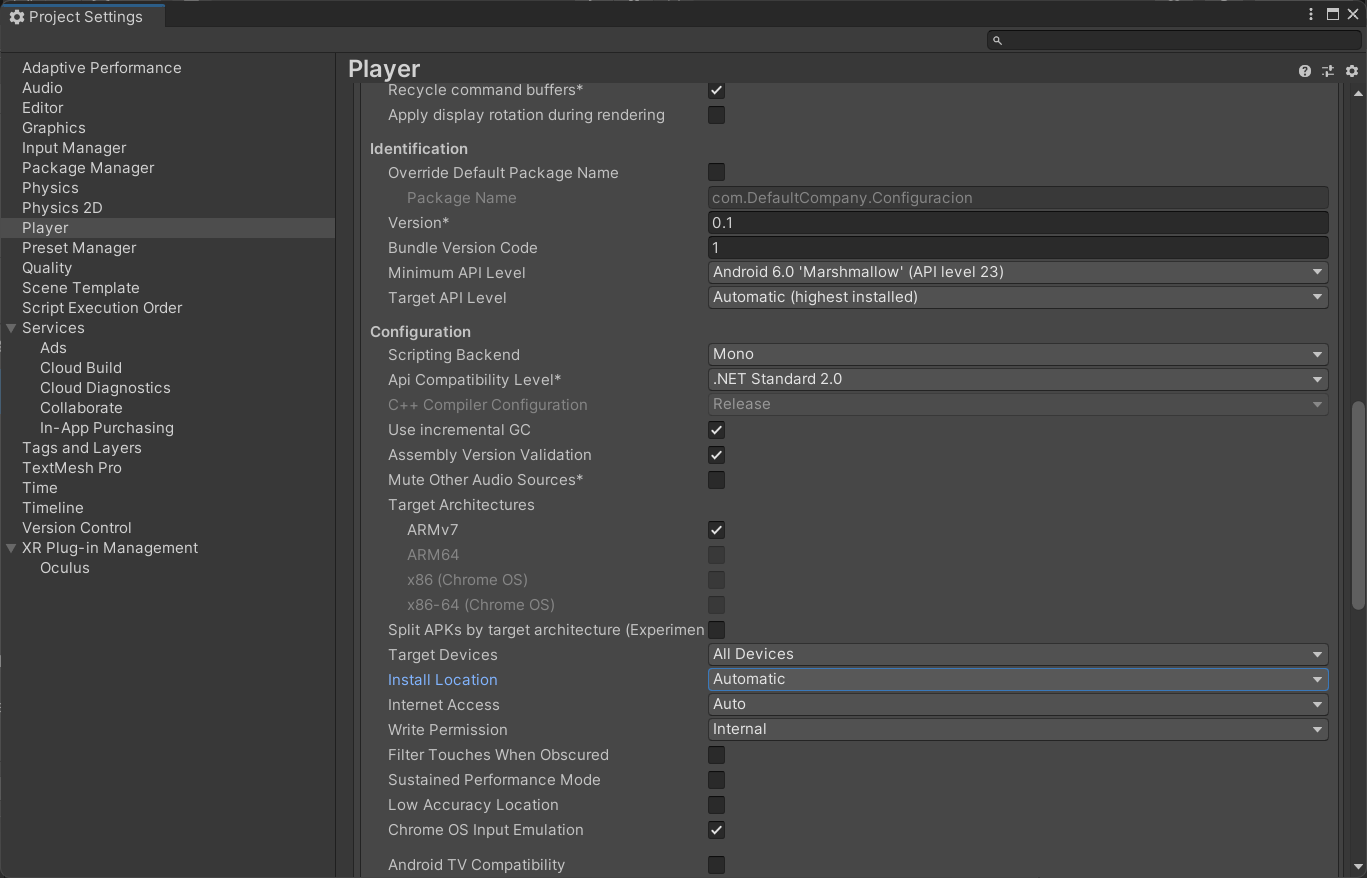 Project Settings
Adaptive Performance
Audio
Editor
Graphics
Input Manager
Package Manager
Physics
Physics 2D
Player
Preset Manager
Quality
Scene Template
Script Execution Order
Services
Ads
Cloud Build
Cloud Diagnostics
Collaborate
In-App Purchasing
Tags and Layers
TextMesh Pro
Time
Timeline
Version Control
XR Plug-in Management
Oculus
Player
Recycle command buffers*
Apply display rotation during rendering
Identification
Override Default Package Name
Package Name com.DefaultCompany.Configuracion
Version* 0.1
Bundle Version Code 1
Minimum API Level Android 6.0 'Marshmallow' (API level 23)
Target API Level Automatic (highest installed)
Configuration
Scripting Backend Mono
Api Compatibility Level* .NET Standard 2.0
C++ Compiler Configuration Release
Use incremental GC
Assembly Version Validation
Mute Other Audio Sources*
Target Architectures
ARMv7
ARM64
x86 (Chrome OS)
x86-64 (Chrome OS)
Split APKs by target architecture (Experimen
Target Devices All Devices
Install Location Automatic
Internet Access Auto
Write Permission Internal
Filter Touches When Obscured
Sustained Performance Mode
Low Accuracy Location
Chrome OS Input Emulation
Android TV Compatibility